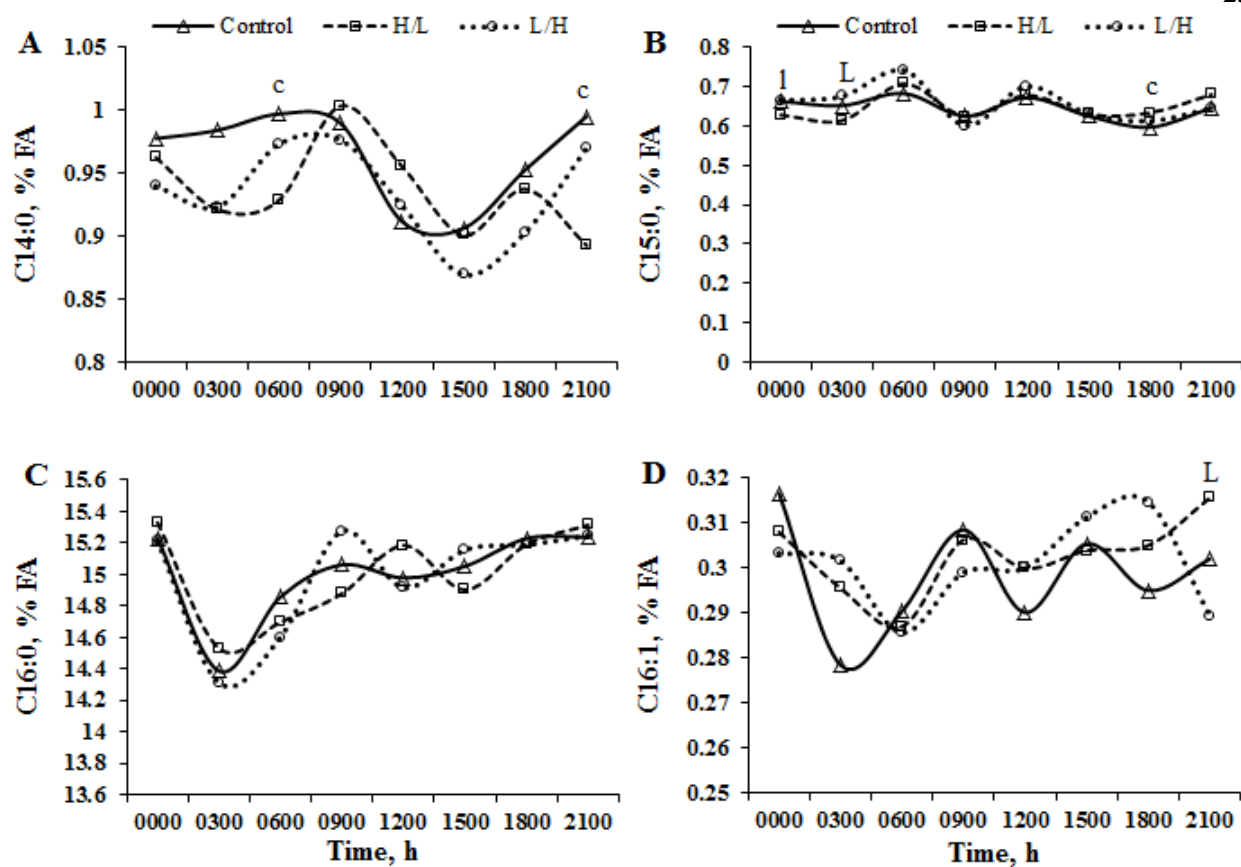 A
Control H/L L/H
1.05
1
0.95
0.9
0.85
0.8
C14:0, % FA
c
c
0000 0300 0600 0900 1200 1500 1800 2100
B
Control H/L L/H
0.8
0.7
0.6
0.5
0.4
0.3
0.2
0.1
0
C15:0, % FA
l
L
c
0000 0300 0600 0900 1200 1500 1800 2100
C
15.6
15.4
15.2
15
14.8
14.6
14.4
14.2
14
13.8
13.6
C16:0, % FA
0000 0300 0600 0900 1200 1500 1800 2100
Time, h
D
0.32
0.31
0.3
0.29
0.28
0.27
0.26
0.25
C16:1, % FA
L
0000 0300 0600 0900 1200 1500 1800 2100
Time, h